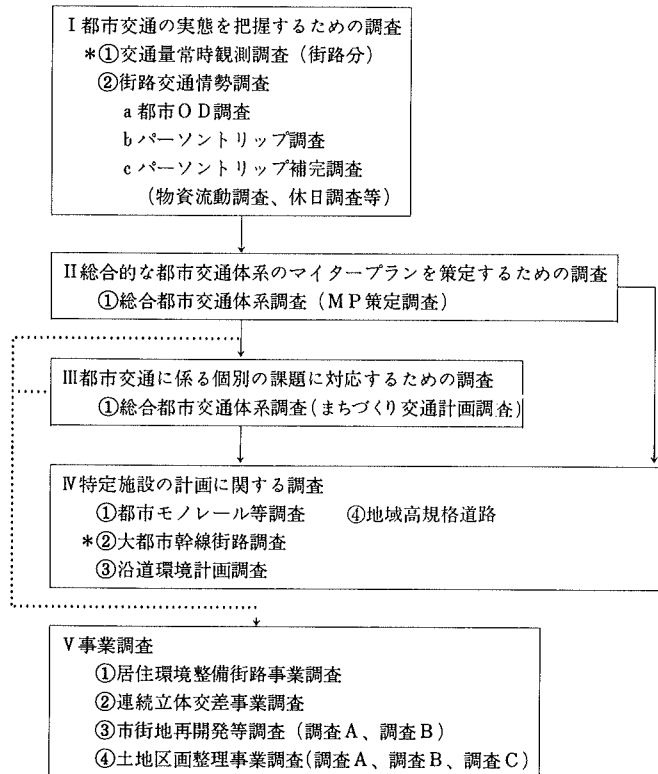 Ⅰ都市交通の実態を把握するための調査
*①交通量常時観測調査（街路分）
②街路交通情勢調査
a 都市ＯＤ調査
b パーソントリップ調査
c パーソントリップ補完調査
（物資流動調査、休日調査等）
Ⅱ総合的な都市交通体系のマイタープランを策定するための調査
①総合都市交通体系調査（ＭＰ策定調査）
Ⅲ都市交通に係る個別の課題に対応するための調査
①総合都市交通体系調査（まちづくり交通計画調査）
Ⅳ特定施設の計画に関する調査
①都市モノレール等調査　④地域高規格道路
*②大都市幹線街路調査
③沿道環境計画調査
Ⅴ事業調査
①居住環境整備街路事業調査
②連続立体交差事業調査
③市街地再開発等調査（調査Ａ、調査Ｂ）
④土地区画整理事業調査（調査Ａ、調査Ｂ、調査Ｃ）